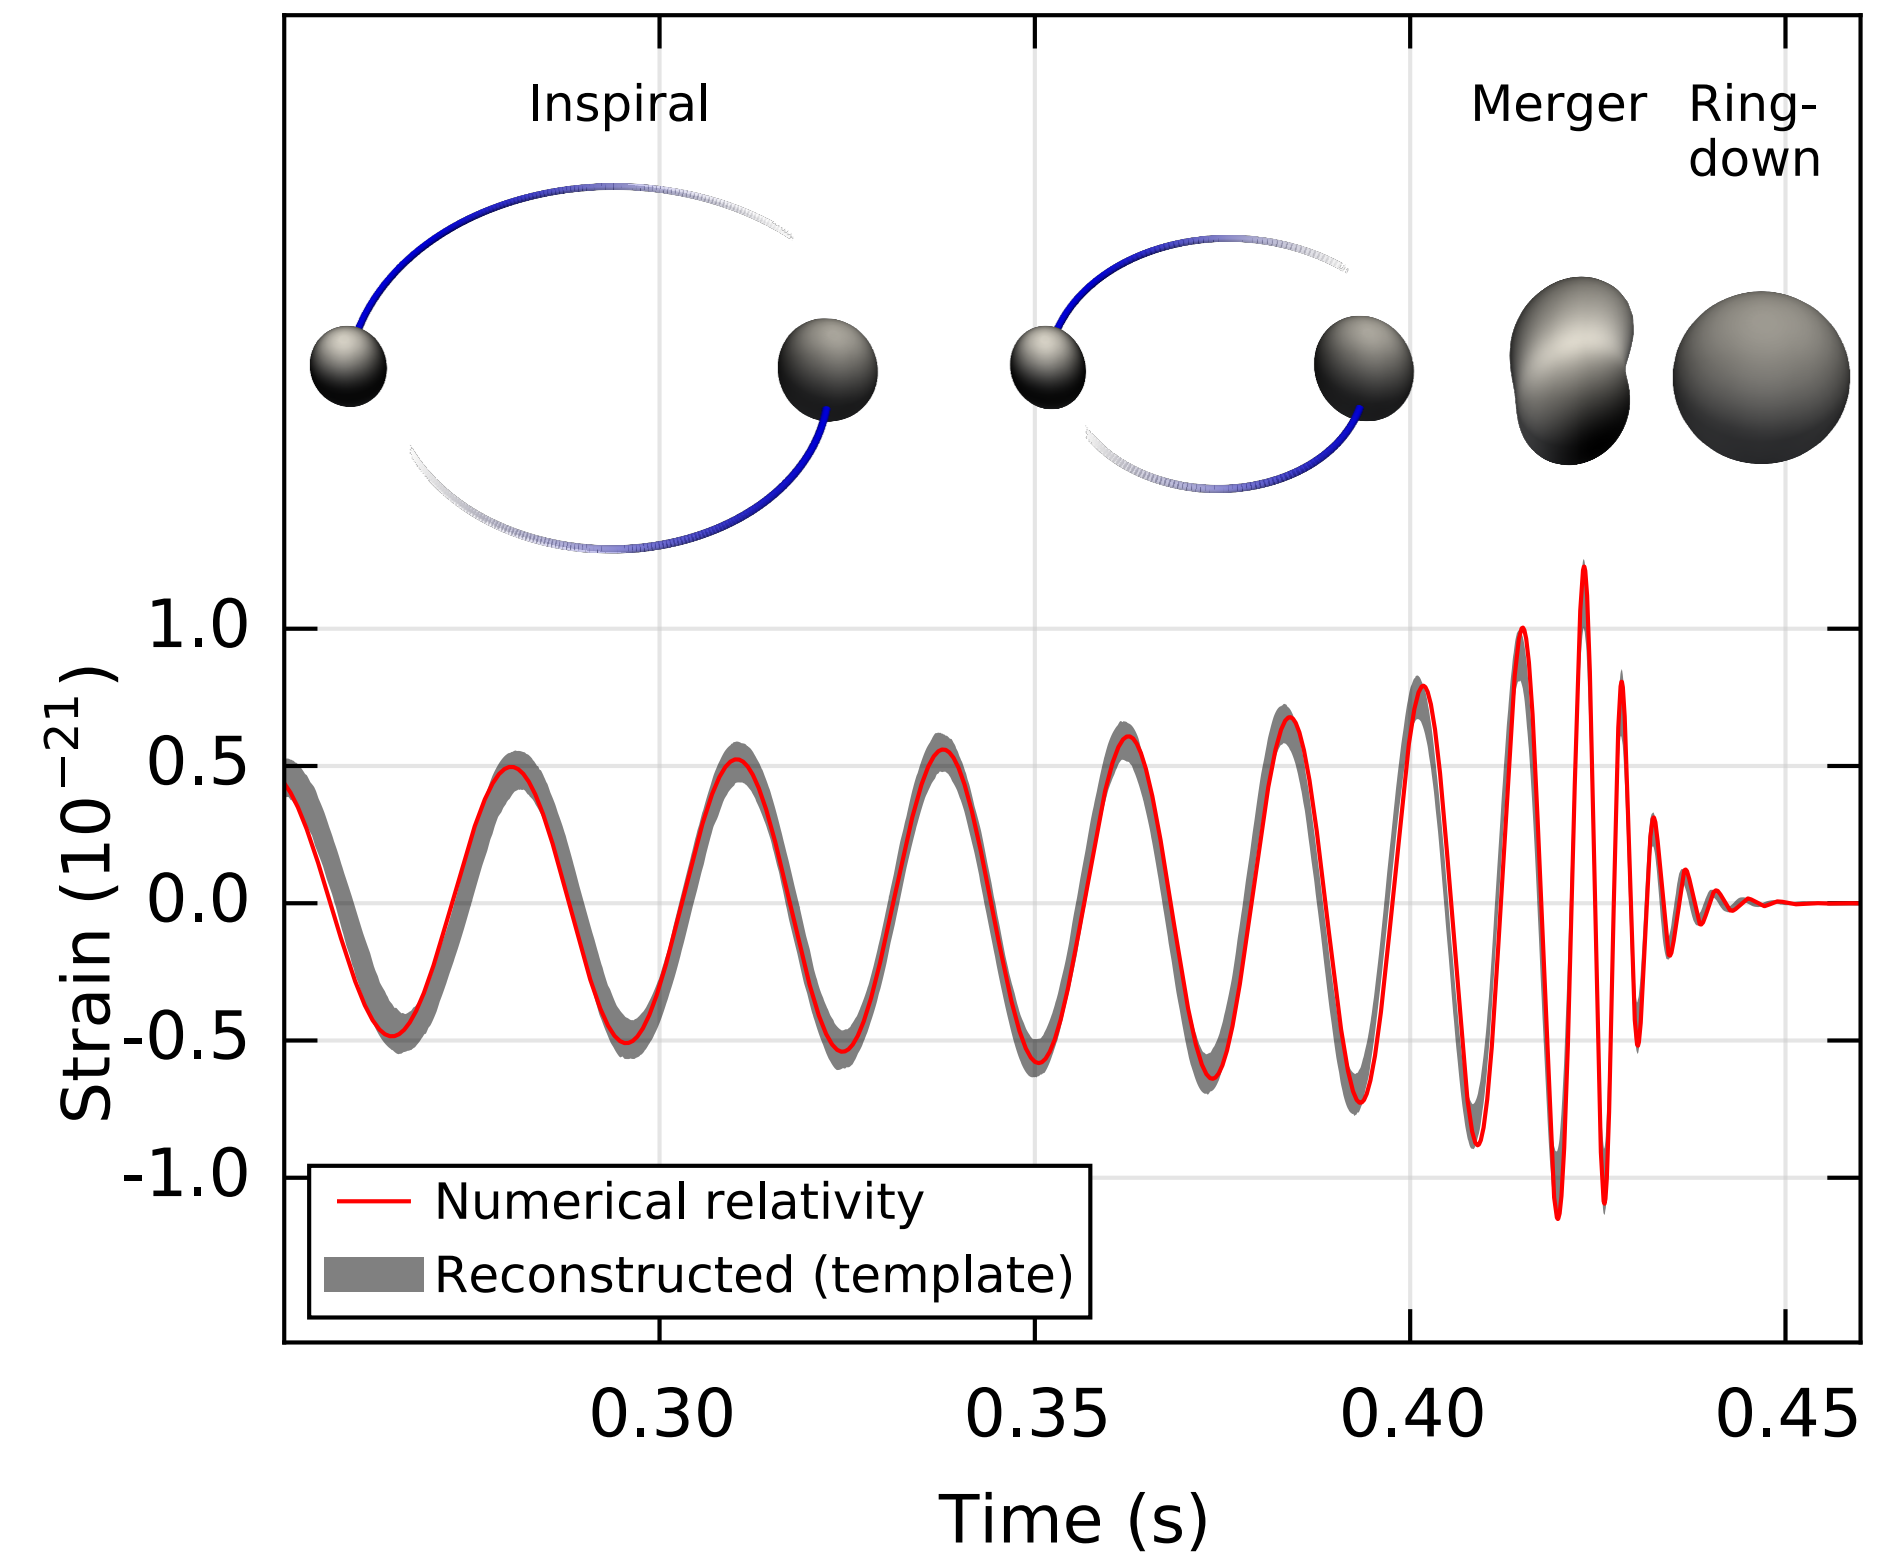 Inspiral
Merger
Ring-
down
1.0
0.5
0.0
-0.5
-1.0
Strain (10⁻²¹)
Numerical relativity
Reconstructed (template)
0.30
0.35
0.40
0.45
Time (s)